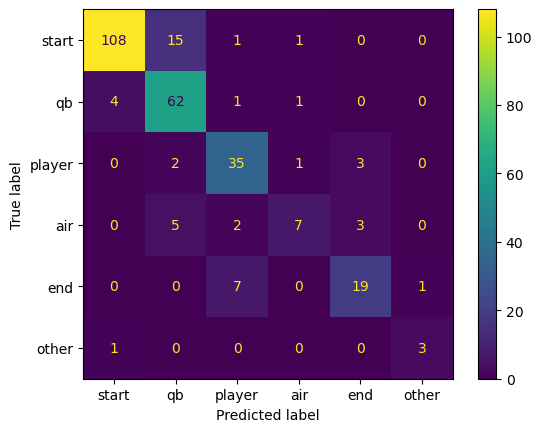 start 108 15 1 1 0 0
qb 4 62 1 1 0 0
player 0 2 35 1 3 0
air 0 5 2 7 3 0
end 0 0 7 0 19 1
other 1 0 0 0 0 3
start qb player air end other
Predicted label
True label
100
80
60
40
20
0